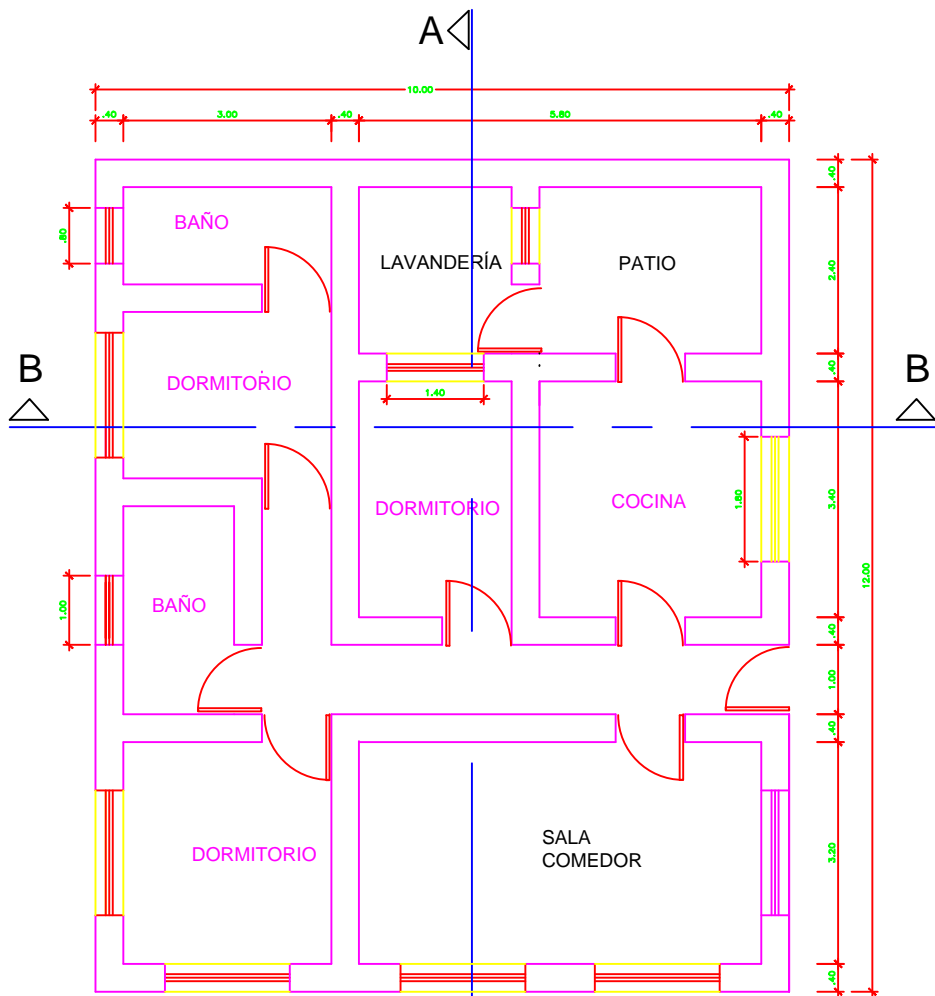 A
10.00
.40
3.00
.40
5.80
.40
BAÑO
LAVANDERÍA
PATIO
.80
.40
2.40
DORMITORIO
B
B
1.40
.40
DORMITORIO
COCINA
1.80
3.40
12.00
BAÑO
1.00
.40
1.00
.40
DORMITORIO
SALA
COMEDOR
3.20
.40